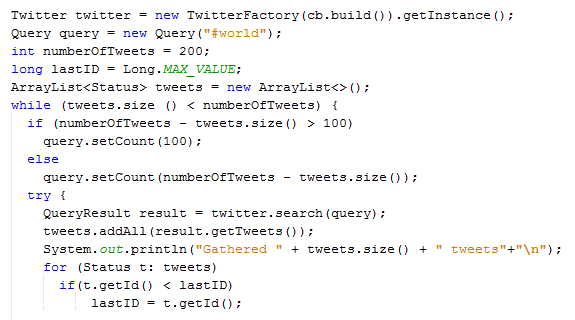 Twitter twitter = new TwitterFactory(cb.build()).getInstance();
Query query = new Query("#world");
int numberOfTweets = 200;
long lastID = Long.MAX_VALUE;
ArrayList<Status> tweets = new ArrayList<>();
while (tweets.size () < numberOfTweets) {
  if (numberOfTweets - tweets.size() > 100)
    query.setCount(100);
  else
    query.setCount(numberOfTweets - tweets.size());
  try {
    QueryResult result = twitter.search(query);
    tweets.addAll(result.getTweets());
    System.out.println("Gathered " + tweets.size() + " tweets"+"\n");
    for (Status t: tweets)
      if(t.getId() < lastID)
          lastID = t.getId();